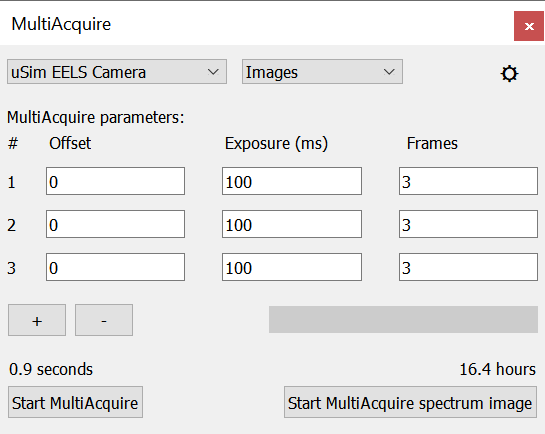 MultiAcquire
uSim EELS Camera Images
MultiAcquire parameters:
# Offset Exposure (ms) Frames
1 0 100 3
2 0 100 3
3 0 100 3
+ -
0.9 seconds 16.4 hours
Start MultiAcquire Start MultiAcquire spectrum image